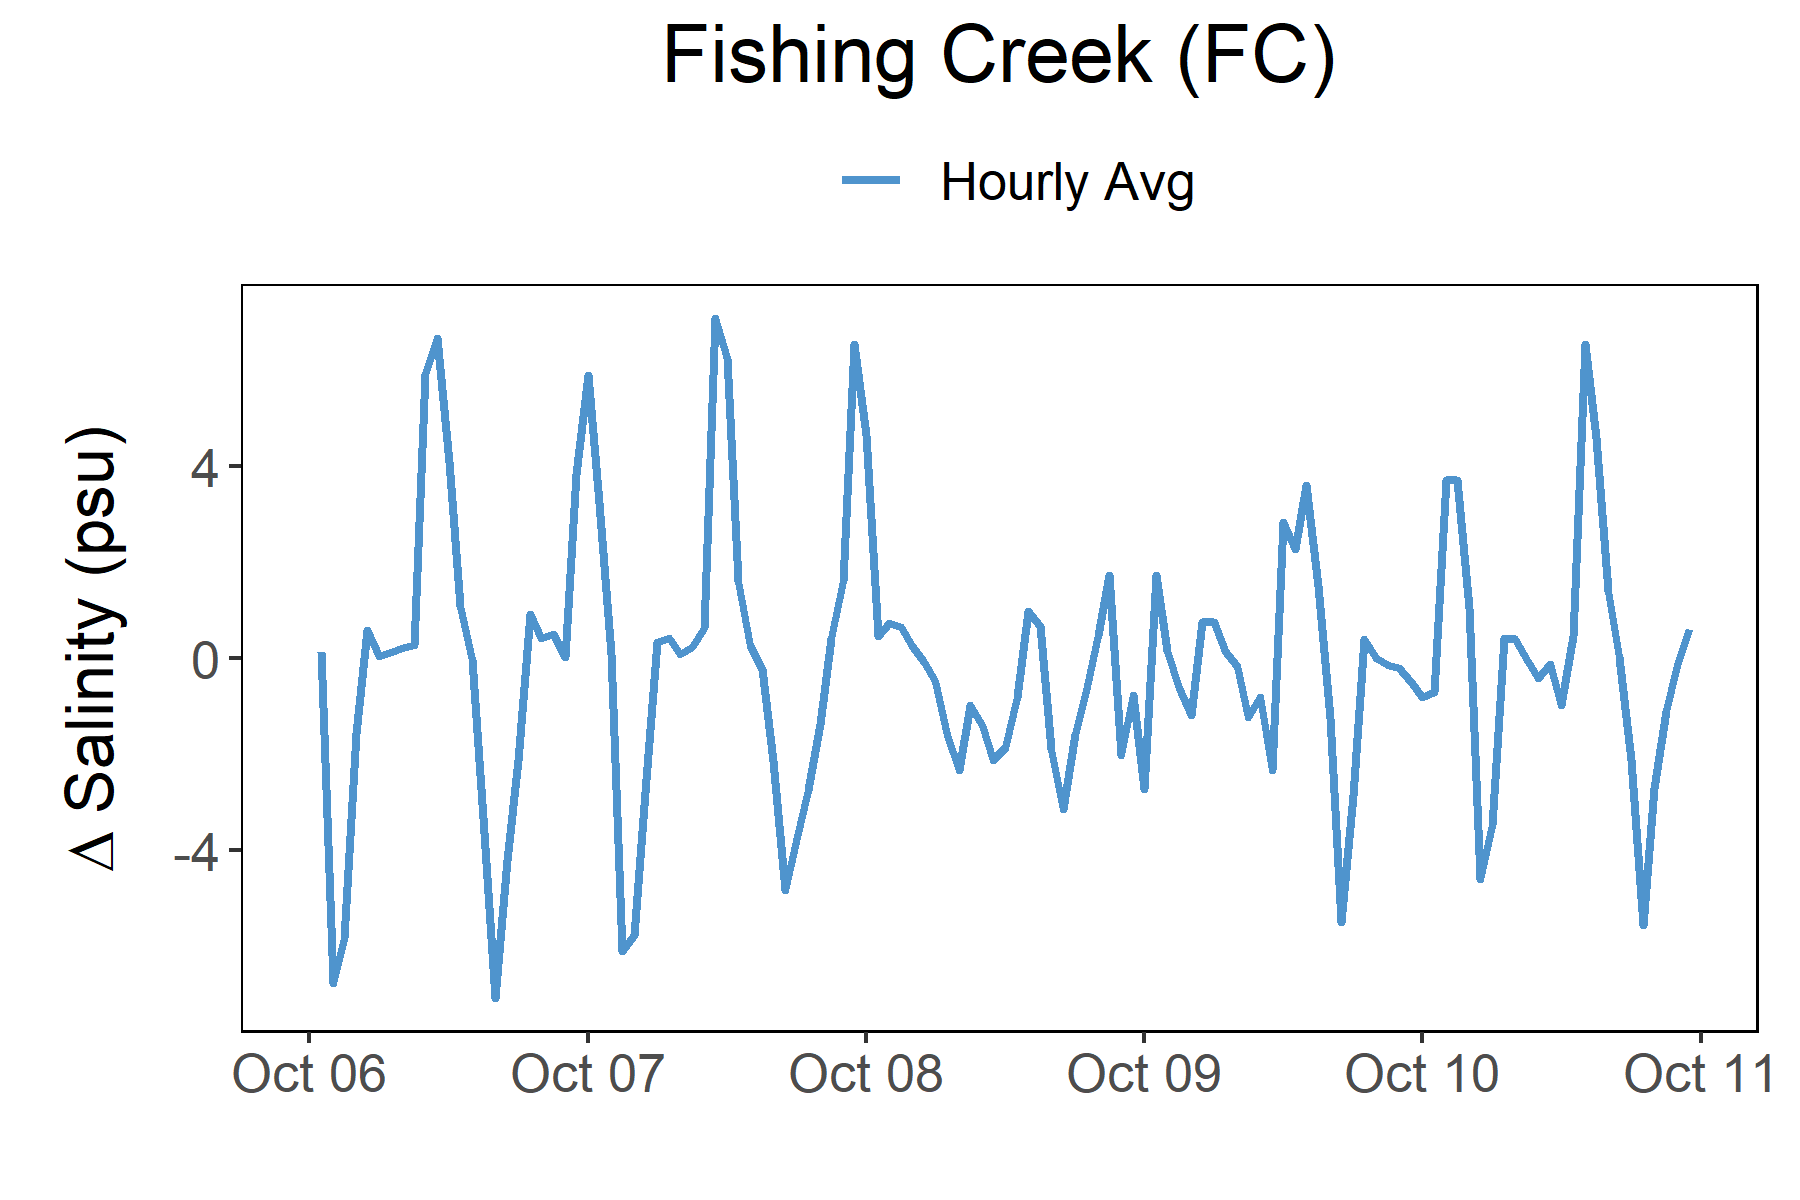 Fishing Creek (FC)
Hourly Avg
Δ Salinity (psu)
4
0
-4
Oct 06 Oct 07 Oct 08 Oct 09 Oct 10 Oct 11